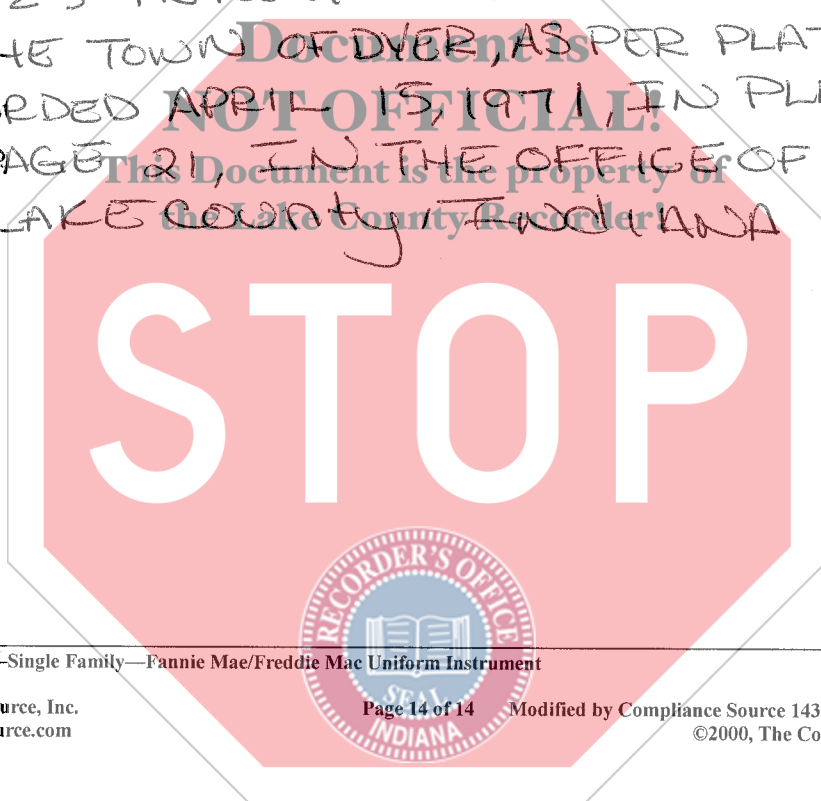 HE TOWN OF DYER, AS PER PLAT
RDED APRIL 15, 1971, IN PL
PAGE 21, IN THE OFFICE OF
LAKE County, INdIANA
Document is
NOT OFFICIAL!
This Document is the property of
the Lake County Recorder!
STOP
RECORDER'S OFFICE
SEAL
INDIANA
-Single Family—Fannie Mae/Freddie Mac Uniform Instrument
urce, Inc.
Page 14 of 14
Modified by Compliance Source 143
urce.com
©2000, The Co